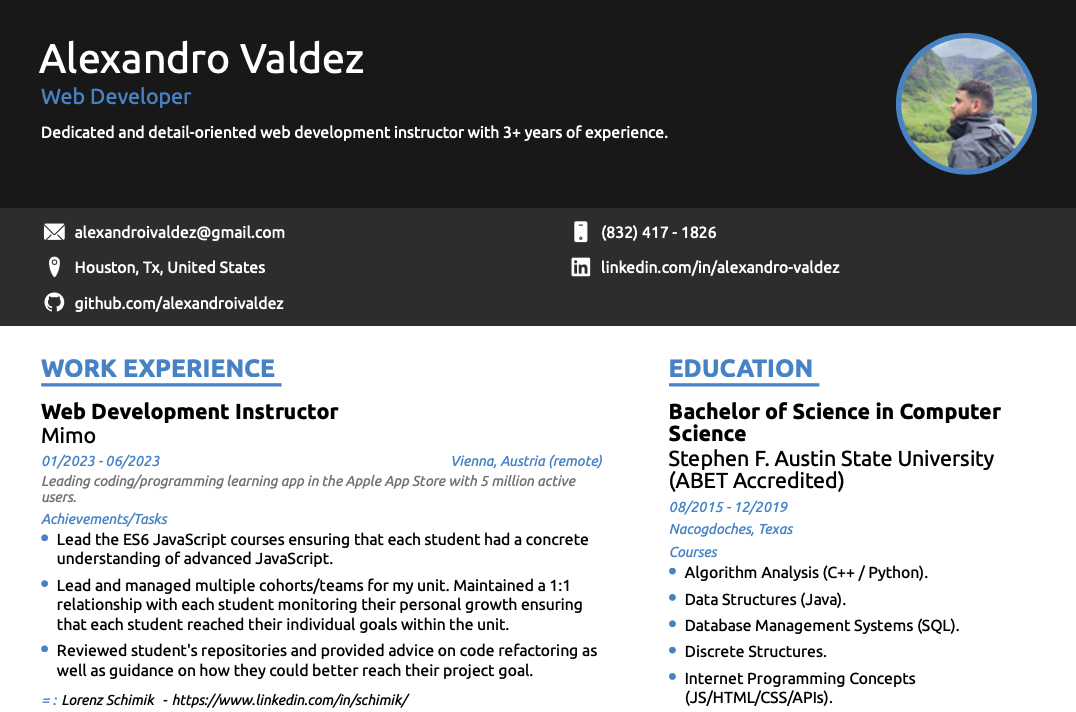 Alexandro Valdez
Web Developer
Dedicated and detail-oriented web development instructor with 3+ years of experience.
alexandroivaldez@gmail.com
(832) 417 - 1826
Houston, Tx, United States
linkedin.com/in/alexandro-valdez
github.com/alexandroivaldez
WORK EXPERIENCE
Web Development Instructor
Mimo
01/2023 - 06/2023
Vienna, Austria (remote)
Leading coding/programming learning app in the Apple App Store with 5 million active
users.
Achievements/Tasks
Lead the ES6 JavaScript courses ensuring that each student had a concrete
understanding of advanced JavaScript.
Lead and managed multiple cohorts/teams for my unit. Maintained a 1:1
relationship with each student monitoring their personal growth ensuring
that each student reached their individual goals within the unit.
Reviewed student's repositories and provided advice on code refactoring as
well as guidance on how they could better reach their project goal.
= : Lorenz Schimik - https://www.linkedin.com/in/schimik/
EDUCATION
Bachelor of Science in Computer
Science
Stephen F. Austin State University
(ABET Accredited)
08/2015 - 12/2019
Nacogdoches, Texas
Courses
Algorithm Analysis (C++ / Python).
Data Structures (Java).
Database Management Systems (SQL).
Discrete Structures.
Internet Programming Concepts
(JS/HTML/CSS/APIs).